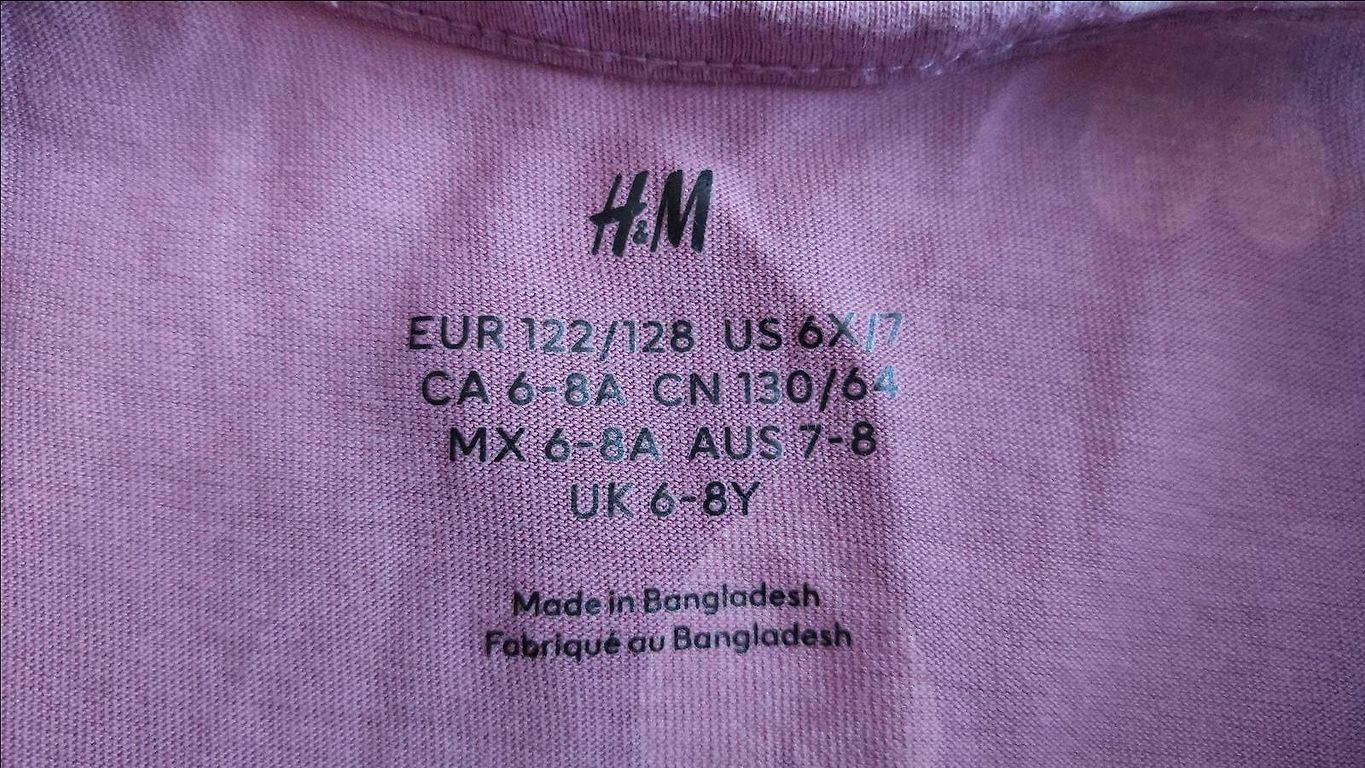 H&M
EUR 122/128 US 6X/7
CA 6-8A CN 130/64
MX 6-8A AUS 7-8
UK 6-8Y
Made in Bangladesh
Fabriqué au Bangladesh